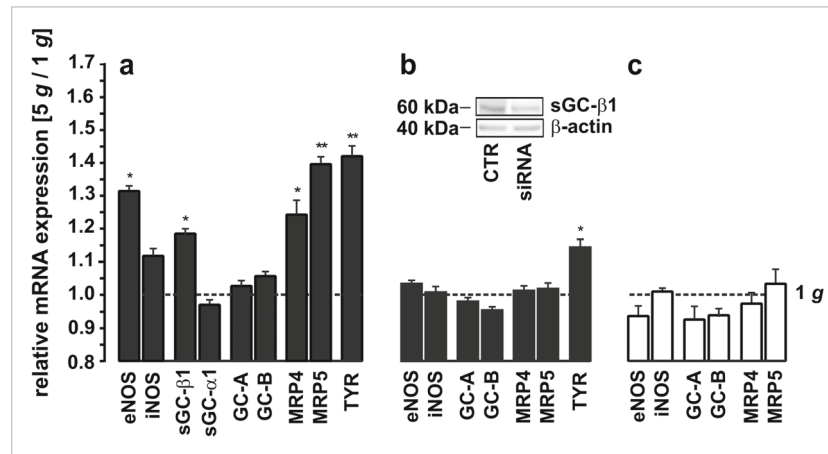 relative mRNA expression [5 g / 1 g]
1.7
1.6
1.5
1.4
1.3
1.2
1.1
1.0
0.9
0.8
a
*
*
*
**
**
eNOS
iNOS
sGC-β1
sGC-α1
GC-A
GC-B
MRP4
MRP5
TYR
b
60 kDa–
sGC-β1
40 kDa–
β-actin
CTR
siRNA
*
eNOS
iNOS
GC-A
GC-B
MRP4
MRP5
TYR
c
1 g
eNOS
iNOS
GC-A
GC-B
MRP4
MRP5